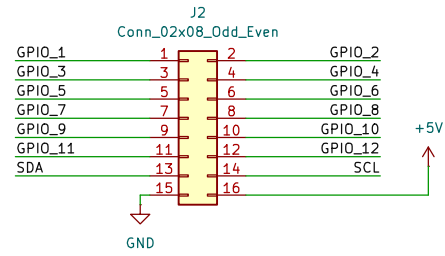 J2
Conn_02x08_Odd_Even
GPIO_1 1 2 GPIO_2
GPIO_3 3 4 GPIO_4
GPIO_5 5 6 GPIO_6
GPIO_7 7 8 GPIO_8
GPIO_9 9 10 GPIO_10
+5V
GPIO_11 11 12 GPIO_12
SDA 13 14 SCL
15 16
GND